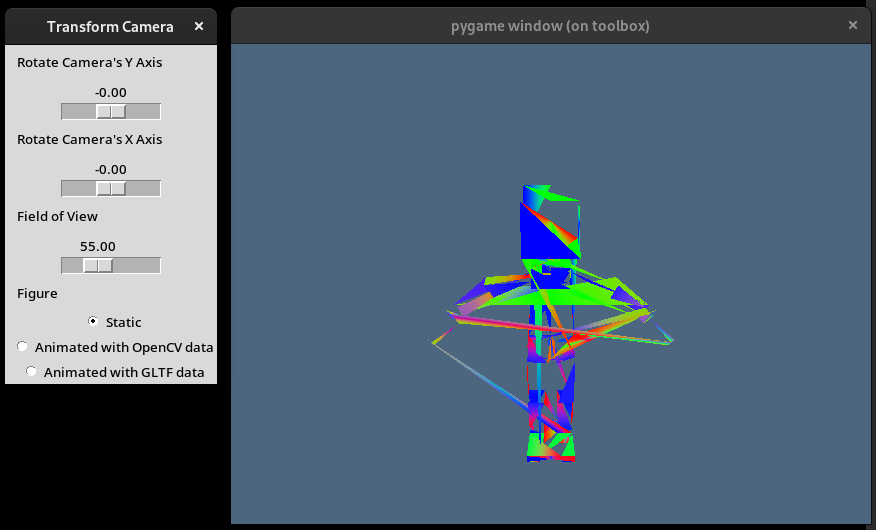 Transform Camera ×
pygame window (on toolbox) ×
Rotate Camera's Y Axis
-0.00
Rotate Camera's X Axis
-0.00
Field of View
55.00
Figure
Static
Animated with OpenCV data
Animated with GLTF data